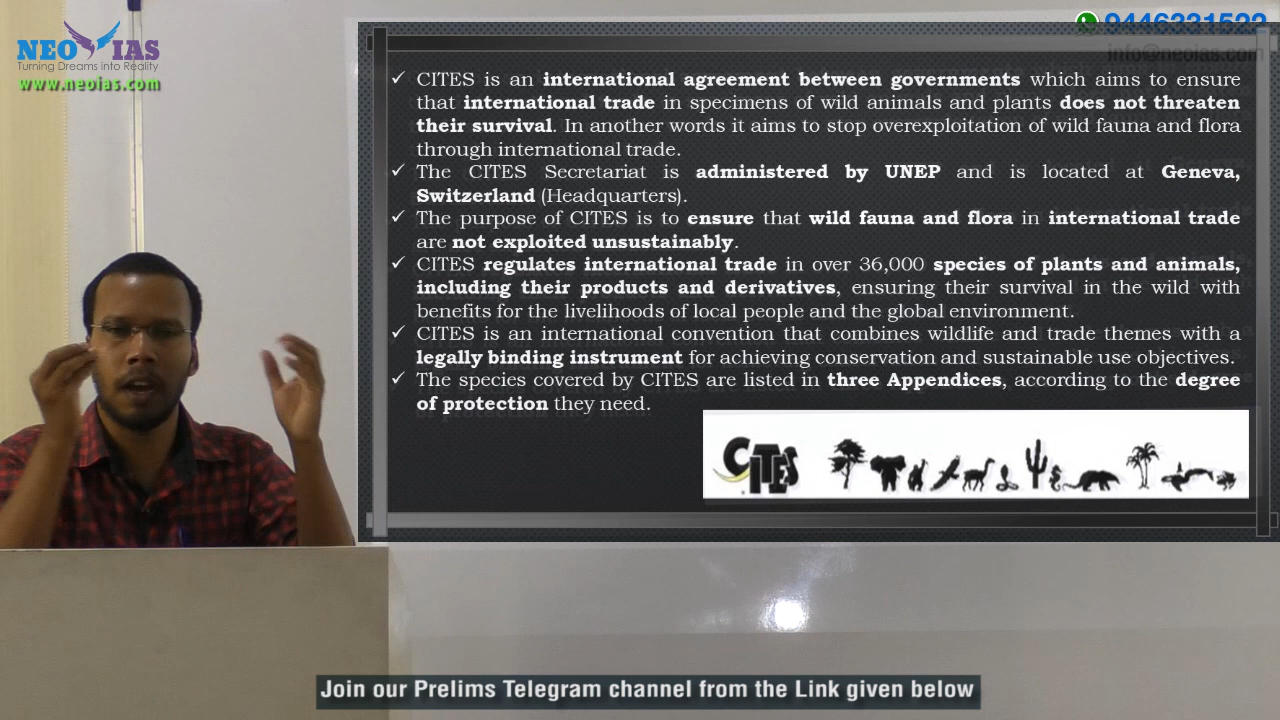 9446331522
info@neoias.com
NEO IAS
Turning Dreams into Reality
www.neoias.com
✓ CITES is an international agreement between governments which aims to ensure
that international trade in specimens of wild animals and plants does not threaten
their survival. In another words it aims to stop overexploitation of wild fauna and flora
through international trade.
✓ The CITES Secretariat is administered by UNEP and is located at Geneva,
Switzerland (Headquarters).
✓ The purpose of CITES is to ensure that wild fauna and flora in international trade
are not exploited unsustainably.
✓ CITES regulates international trade in over 36,000 species of plants and animals,
including their products and derivatives, ensuring their survival in the wild with
benefits for the livelihoods of local people and the global environment.
✓ CITES is an international convention that combines wildlife and trade themes with a
legally binding instrument for achieving conservation and sustainable use objectives.
✓ The species covered by CITES are listed in three Appendices, according to the degree
of protection they need.
CITES
Join our Prelims Telegram channel from the Link given below